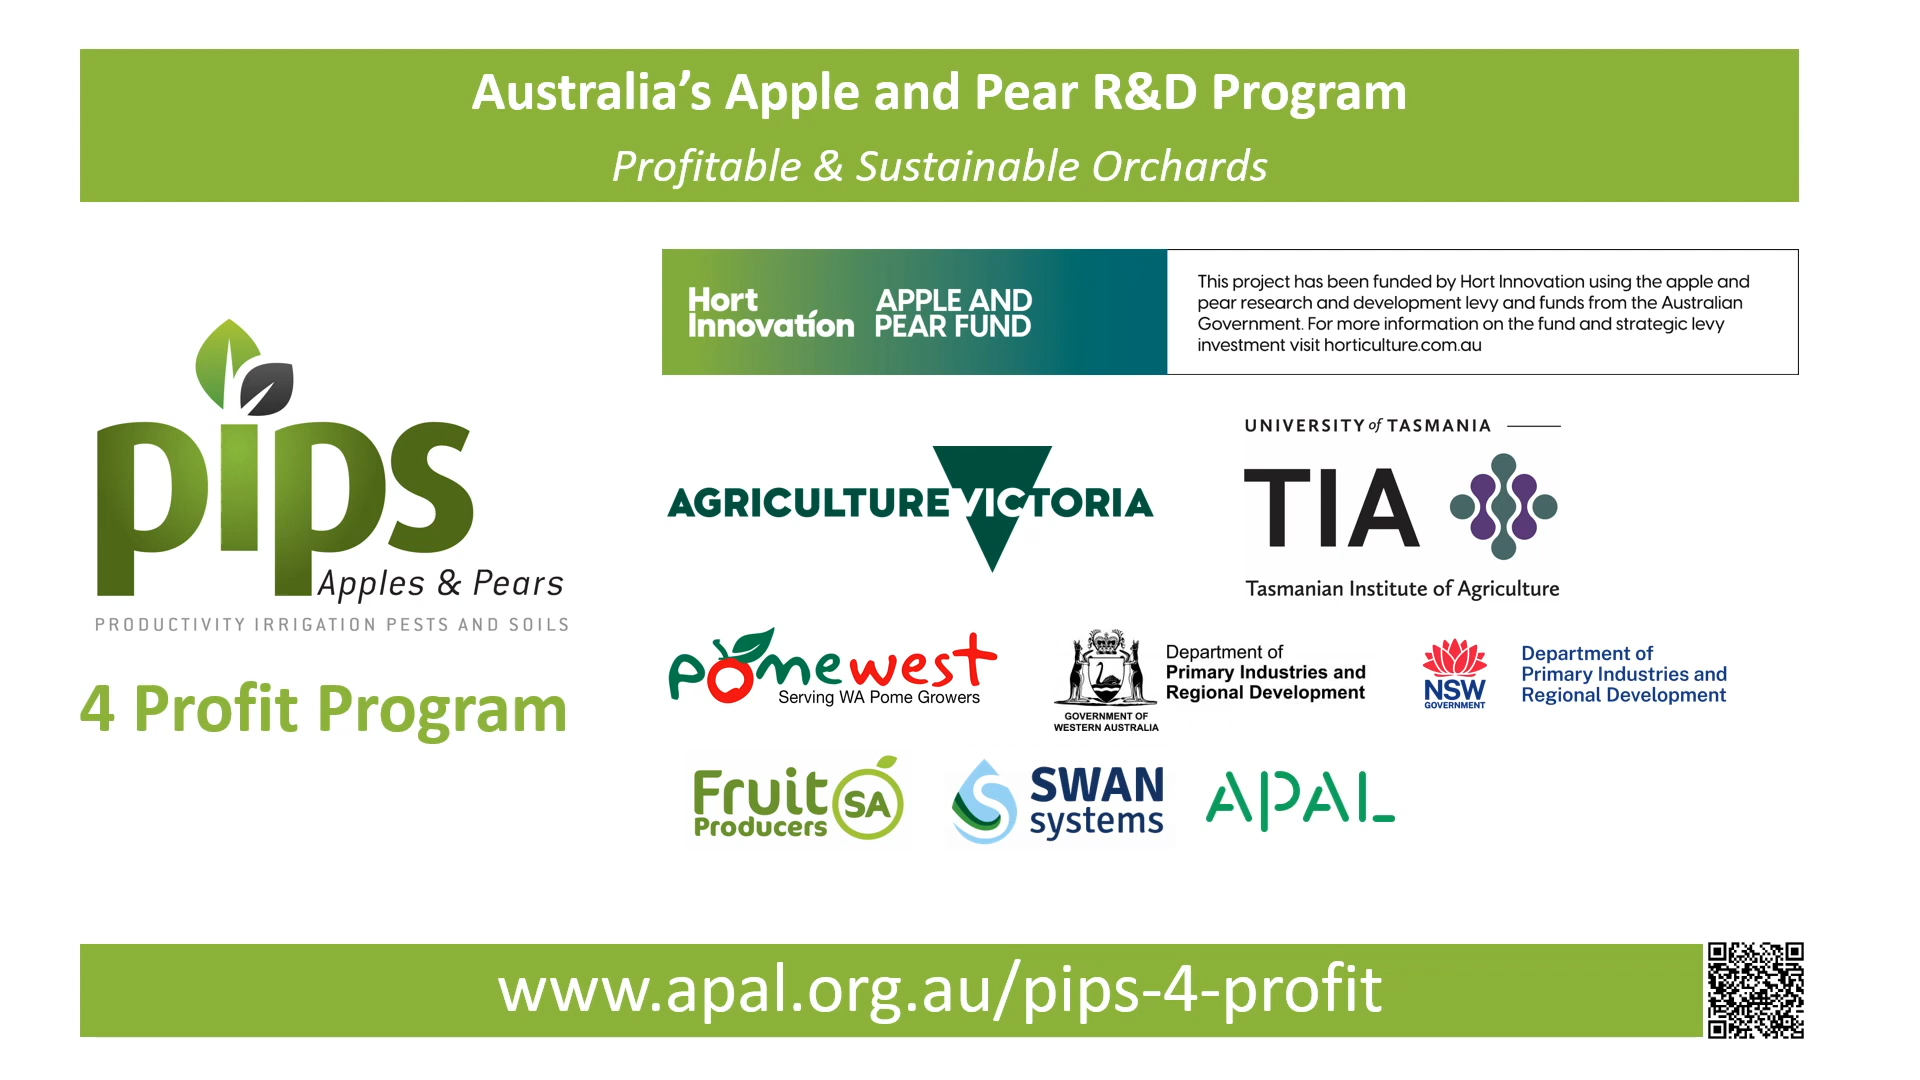 Australia’s Apple and Pear R&D Program
Profitable & Sustainable Orchards
pips
Apples & Pears
PRODUCTIVITY IRRIGATION PESTS AND SOILS
4 Profit Program
Hort
Innovation
APPLE AND
PEAR FUND
This project has been funded by Hort Innovation using the apple and
pear research and development levy and funds from the Australian
Government. For more information on the fund and strategic levy
investment visit horticulture.com.au
AGRICULTURE VICTORIA
UNIVERSITY of TASMANIA
TIA
Tasmanian Institute of Agriculture
pomewest
Serving WA Pome Growers
GOVERNMENT OF
WESTERN AUSTRALIA
Department of
Primary Industries and
Regional Development
NSW
GOVERNMENT
Department of
Primary Industries and
Regional Development
Fruit
Producers
SA
SWAN
systems
APAL
www.apal.org.au/pips-4-profit